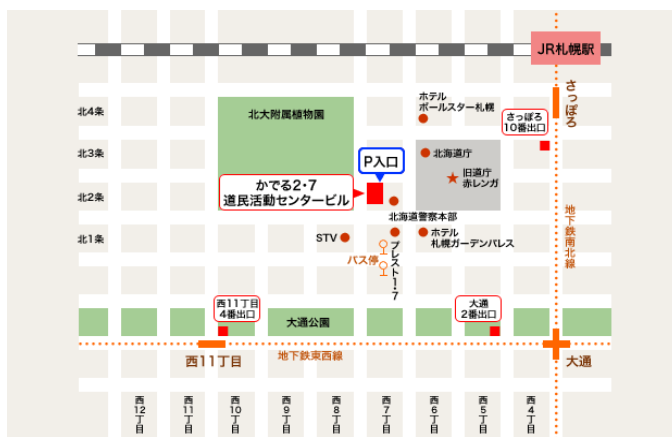 JR札幌駅
さっぽろ
ホテル
ポールスター札幌
北4条
北大附属植物園
さっぽろ
10番出口
北3条
P入口
北海道庁
旧道庁
赤レンガ
かでる2・7
道民活動センタービル
北2条
北海道警察本部
地下鉄南北線
北1条
STV
プレスト1・7
ホテル
札幌ガーデンパレス
バス停
西11丁目
4番出口
大通公園
大通
2番出口
西11丁目
地下鉄東西線
大通
西12丁目
西11丁目
西10丁目
西9丁目
西8丁目
西7丁目
西6丁目
西5丁目
西4丁目